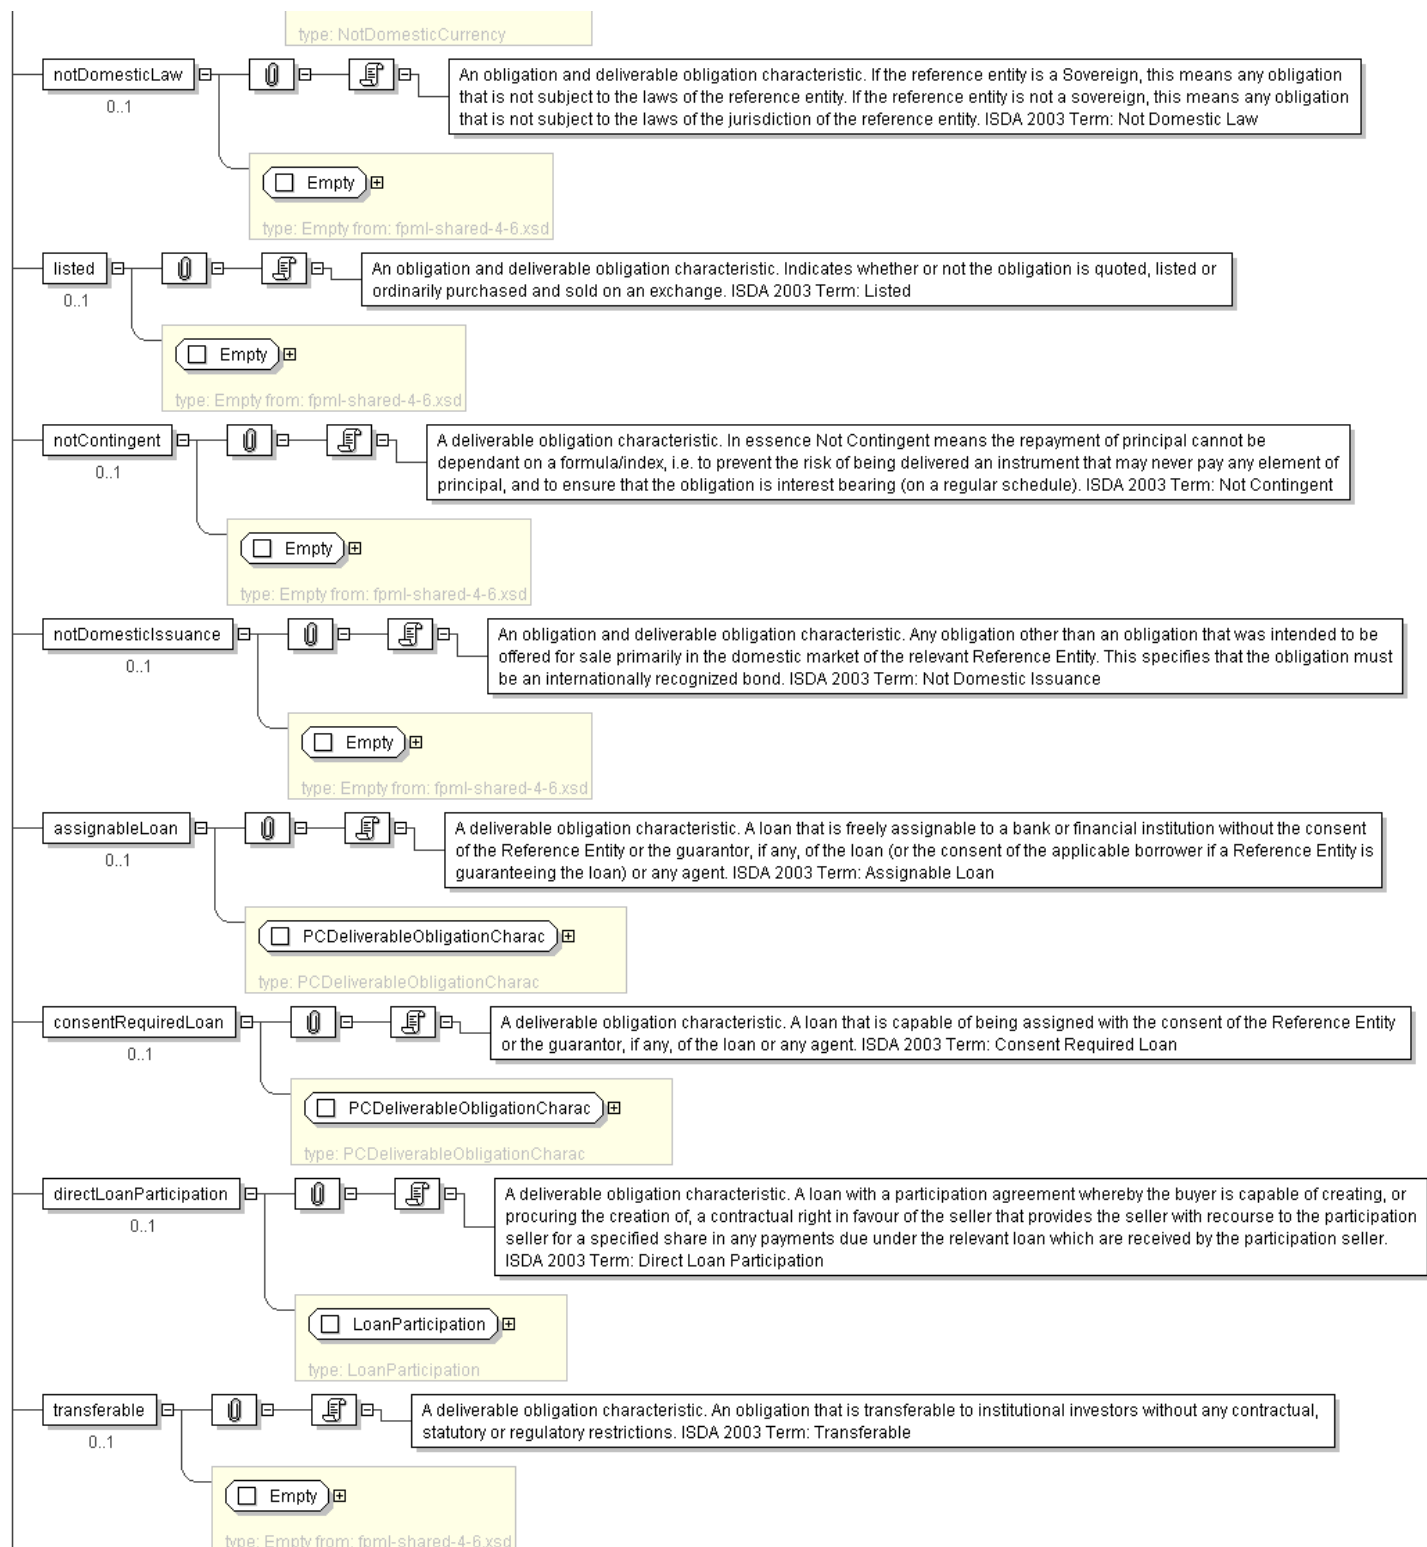 type: NotDomesticCurrency
notDomesticLaw
0..1
An obligation and deliverable obligation characteristic. If the reference entity is a Sovereign, this means any obligation
that is not subject to the laws of the reference entity. If the reference entity is not a sovereign, this means any obligation
that is not subject to the laws of the jurisdiction of the reference entity. ISDA 2003 Term: Not Domestic Law
Empty
type: Empty from: fpml-shared-4-6.xsd
listed
0..1
An obligation and deliverable obligation characteristic. Indicates whether or not the obligation is quoted, listed or
ordinarily purchased and sold on an exchange. ISDA 2003 Term: Listed
Empty
type: Empty from: fpml-shared-4-6.xsd
notContingent
0..1
A deliverable obligation characteristic. In essence Not Contingent means the repayment of principal cannot be
dependant on a formula/index, i.e. to prevent the risk of being delivered an instrument that may never pay any element of
principal, and to ensure that the obligation is interest bearing (on a regular schedule). ISDA 2003 Term: Not Contingent
Empty
type: Empty from: fpml-shared-4-6.xsd
notDomesticIssuance
0..1
An obligation and deliverable obligation characteristic. Any obligation other than an obligation that was intended to be
offered for sale primarily in the domestic market of the relevant Reference Entity. This specifies that the obligation must
be an internationally recognized bond. ISDA 2003 Term: Not Domestic Issuance
Empty
type: Empty from: fpml-shared-4-6.xsd
assignableLoan
0..1
A deliverable obligation characteristic. A loan that is freely assignable to a bank or financial institution without the consent
of the Reference Entity or the guarantor, if any, of the loan (or the consent of the applicable borrower if a Reference Entity is
guaranteeing the loan) or any agent. ISDA 2003 Term: Assignable Loan
PCDeliverableObligationCharac
type: PCDeliverableObligationCharac
consentRequiredLoan
0..1
A deliverable obligation characteristic. A loan that is capable of being assigned with the consent of the Reference Entity
or the guarantor, if any, of the loan or any agent. ISDA 2003 Term: Consent Required Loan
PCDeliverableObligationCharac
type: PCDeliverableObligationCharac
directLoanParticipation
0..1
A deliverable obligation characteristic. A loan with a participation agreement whereby the buyer is capable of creating, or
procuring the creation of, a contractual right in favour of the seller that provides the seller with recourse to the participation
seller for a specified share in any payments due under the relevant loan which are received by the participation seller.
ISDA 2003 Term: Direct Loan Participation
LoanParticipation
type: LoanParticipation
transferable
0..1
A deliverable obligation characteristic. An obligation that is transferable to institutional investors without any contractual,
statutory or regulatory restrictions. ISDA 2003 Term: Transferable
Empty
type: Empty from: fpml-shared-4-6.xsd